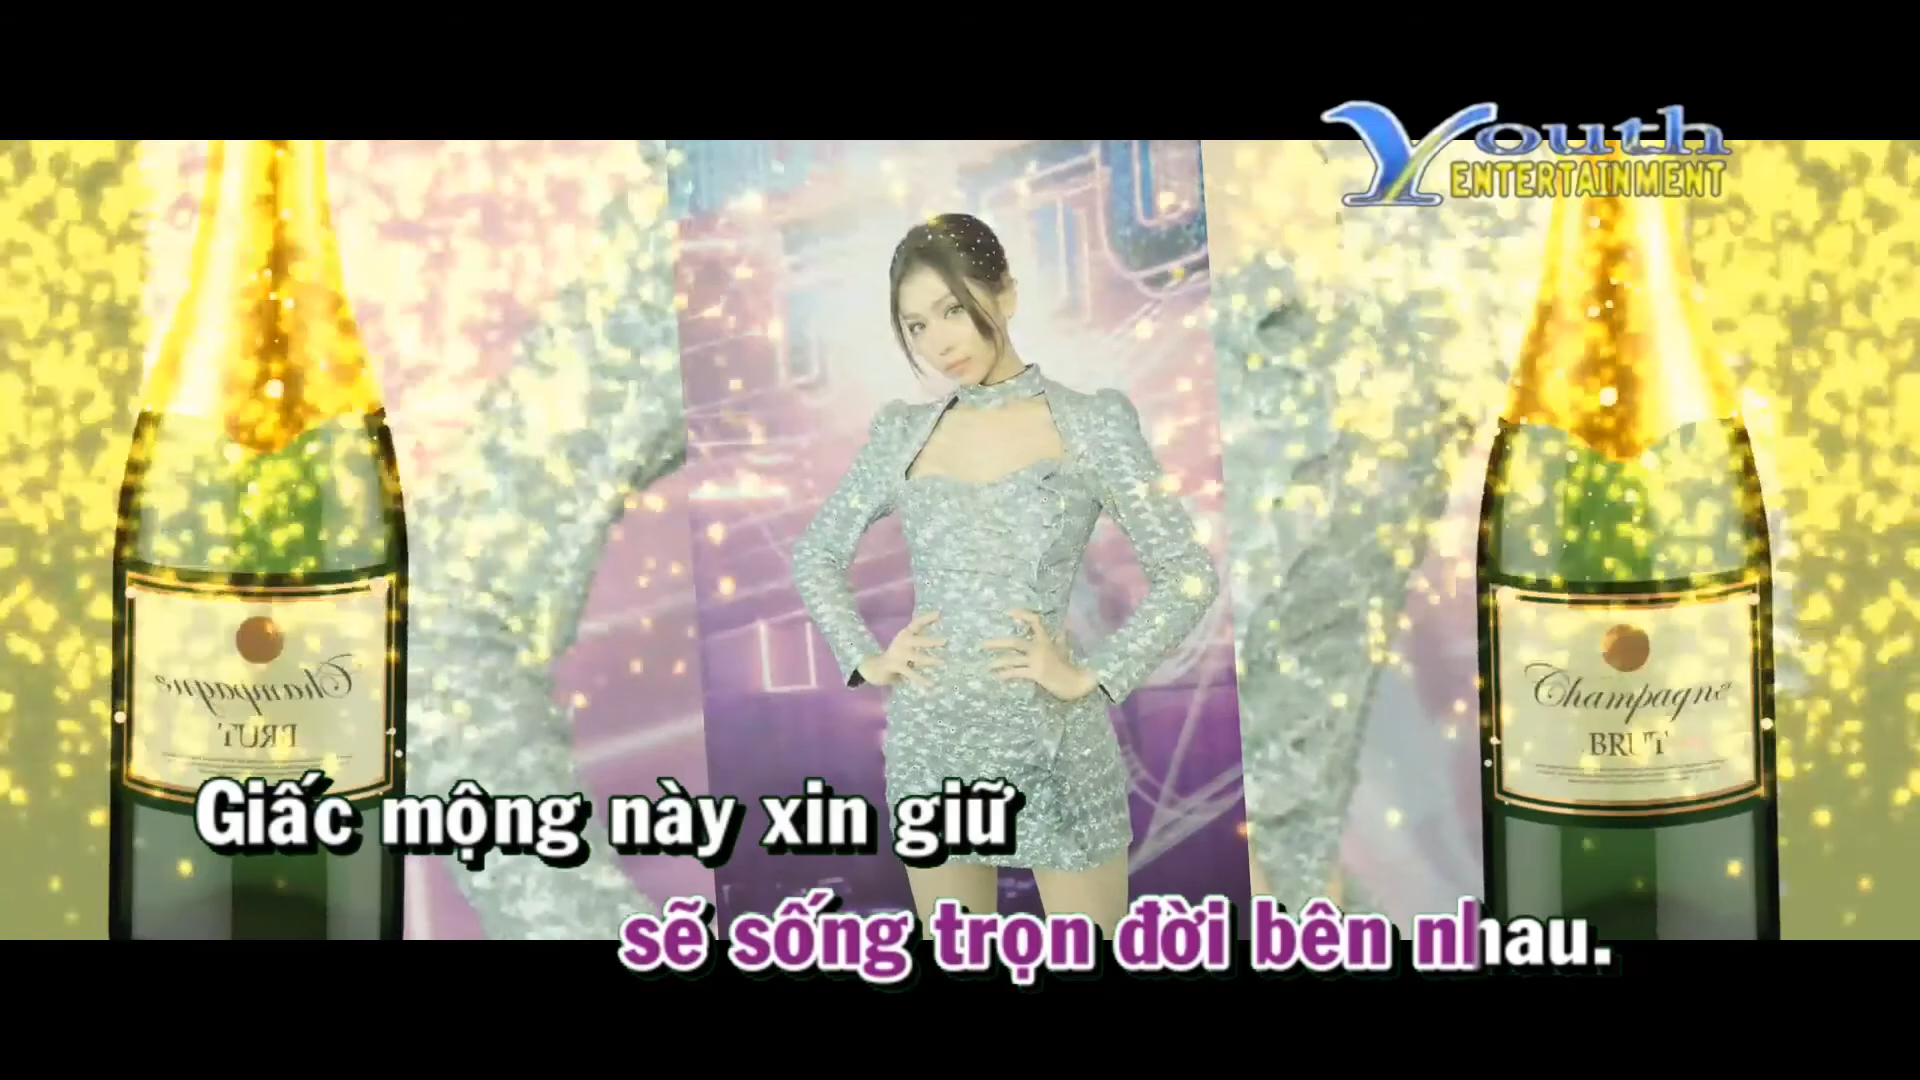 Youth
ENTERTAINMENT
Champagne
BRUT
Champagne
BRUT
Giấc mộng này xin giữ
sẽ sống trọn đời bên nhau.